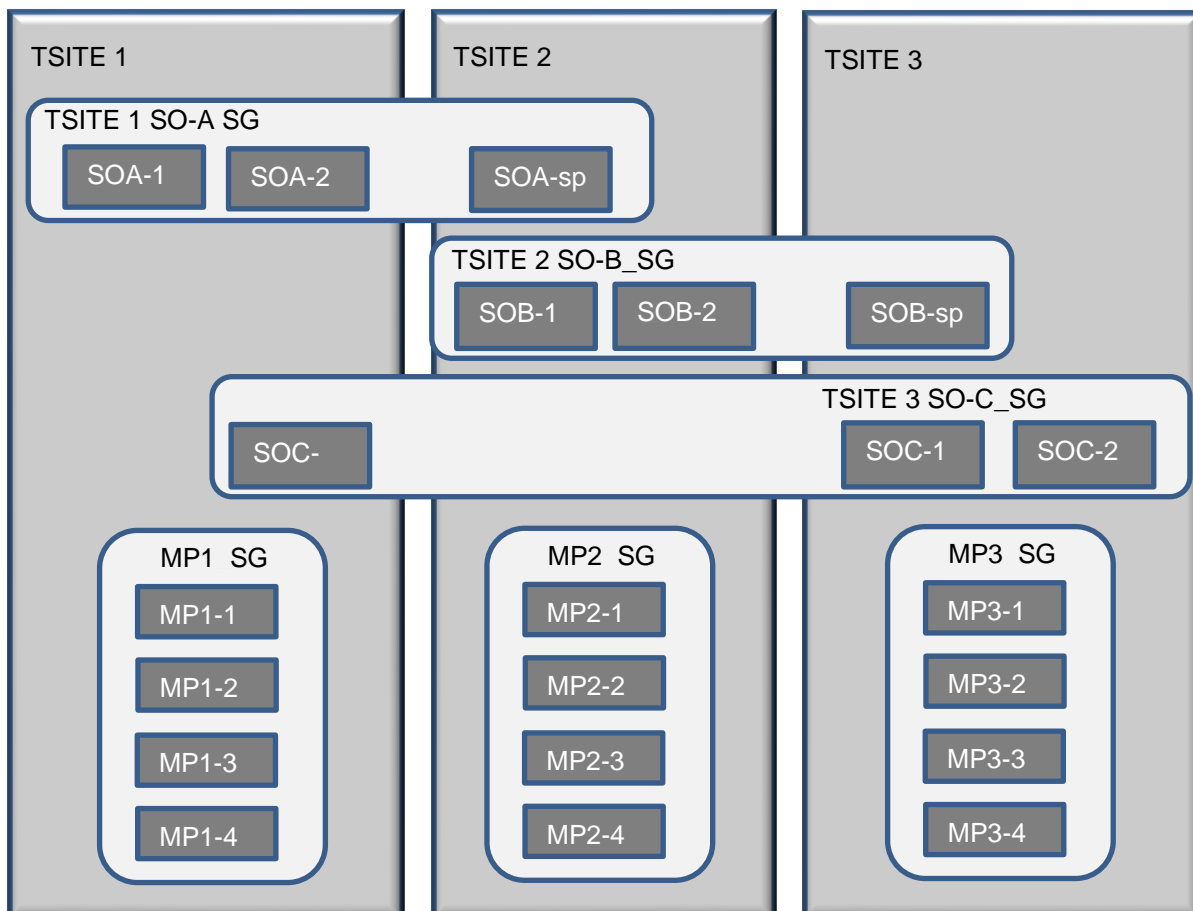 TSITE 1
TSITE 2
TSITE 3
TSITE 1 SO-A SG
SOA-1
SOA-2
SOA-sp
TSITE 2 SO-B_SG
SOB-1
SOB-2
SOB-sp
TSITE 3 SO-C_SG
SOC-
SOC-1
SOC-2
MP1 SG
MP1-1
MP1-2
MP1-3
MP1-4
MP2 SG
MP2-1
MP2-2
MP2-3
MP2-4
MP3 SG
MP3-1
MP3-2
MP3-3
MP3-4